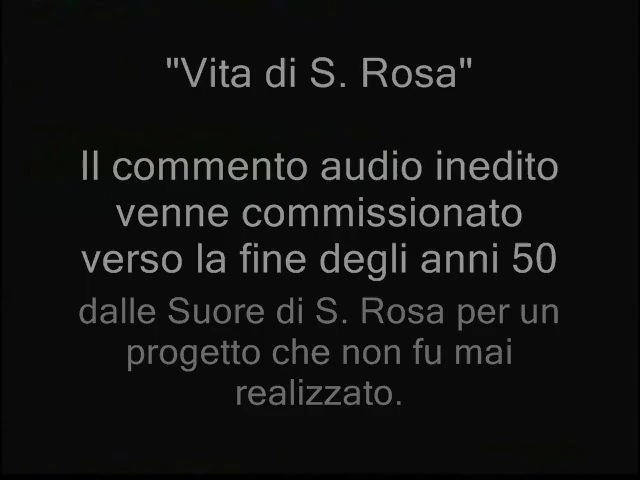 "Vita di S. Rosa"
Il commento audio inedito
venne commissionato
verso la fine degli anni 50
dalle Suore di S. Rosa per un
progetto che non fu mai
realizzato.